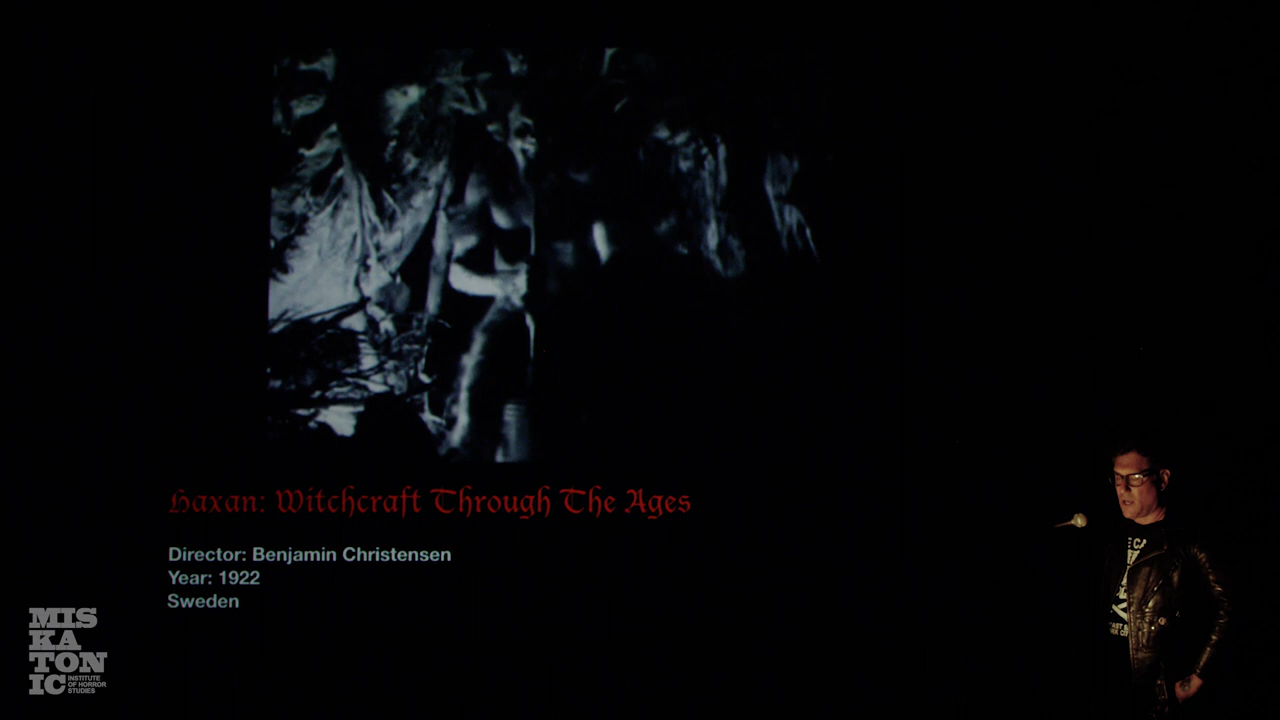 Haxan: Witchcraft Through The Ages
Director: Benjamin Christensen
Year: 1922
Sweden
MIS
KA
TON
IC
INSTITUTE
OF HORROR
STUDIES